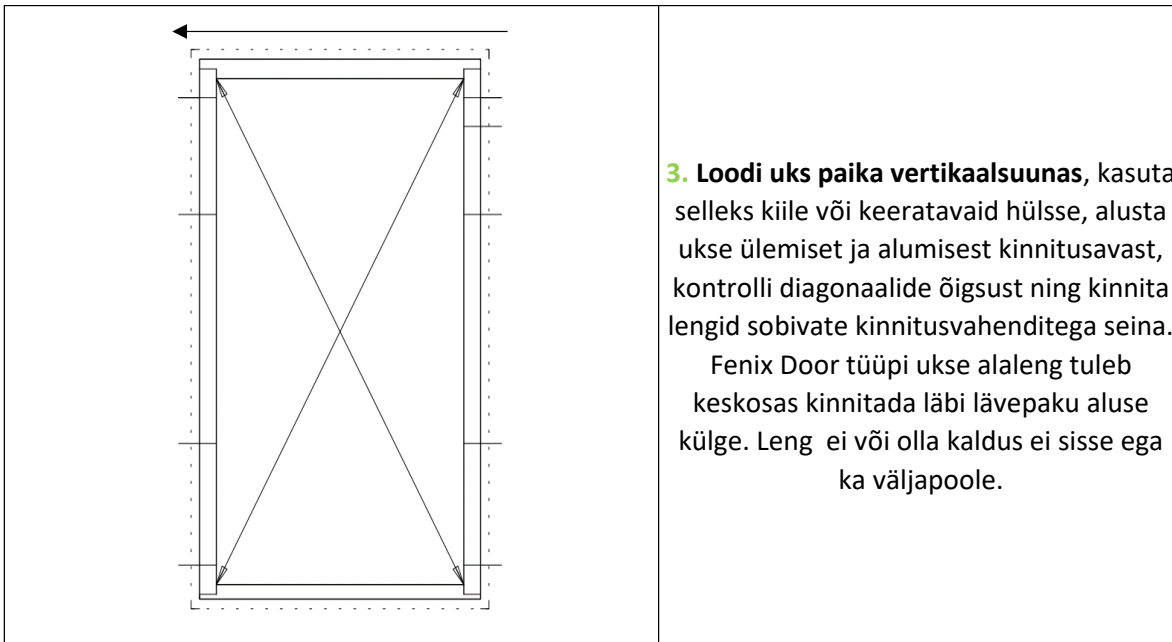 3. Loodi uks paika vertikaalsuunas, kasuta
selleks kiile või keeratavaid hülsse, alusta
ukse ülemiset ja alumisest kinnitusavast,
kontrolli diagonaalide õigsust ning kinnita
lengid sobivate kinnitusvahenditega seina.
Fenix Door tüüpi ukse alaleng tuleb
keskosas kinnitada läbi lävepaku aluse
külge. Leng  ei või olla kaldus ei sisse ega
ka väljapoole.